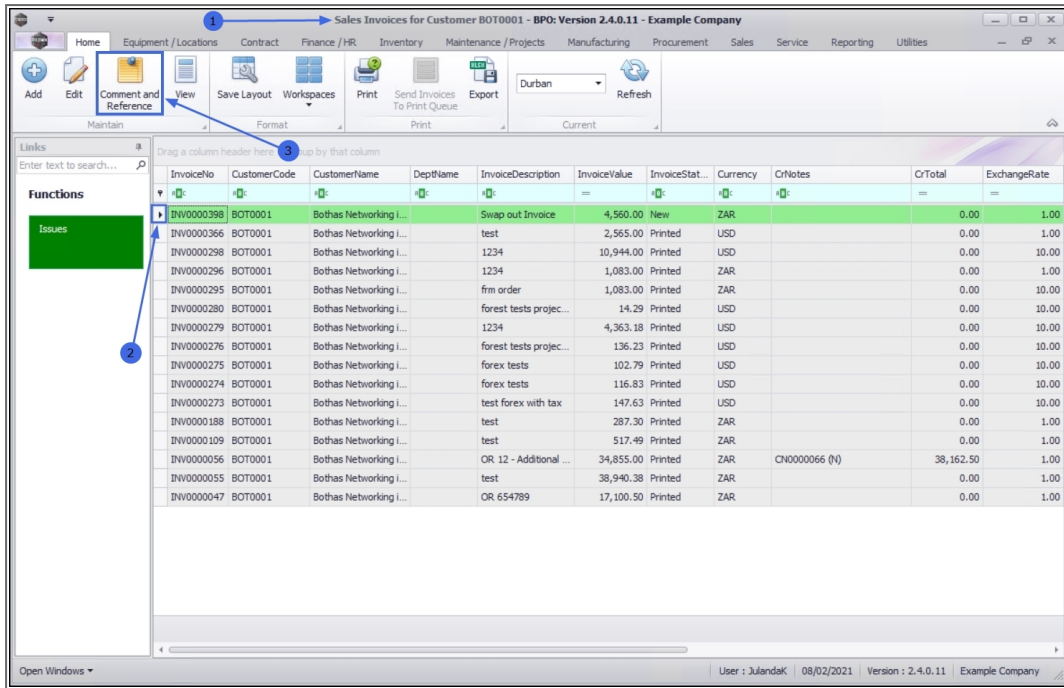 1
Sales Invoices for Customer BOT0001 - BPO: Version 2.4.0.11 - Example Company
Home Equipment / Locations Contract Finance / HR Inventory Maintenance / Projects Manufacturing Procurement Sales Service Reporting Utilities
Add Edit Comment and Reference View Save Layout Workspaces Print Send Invoices To Print Queue Export Durban Refresh
Maintain Format Print Current
3
Links
Drag a column header here up by that column
Enter text to search...
Functions
Issues
InvoiceNo CustomerCode CustomerName DeptName InvoiceDescription InvoiceValue InvoiceStat... Currency CrNotes CrTotal ExchangeRate
= = =
INV0000398 BOT0001 Bothas Networking i... Swap out Invoice 4,560.00 New ZAR 0.00 1.00
INV0000366 BOT0001 Bothas Networking i... test 2,565.00 Printed USD 0.00 1.00
INV0000298 BOT0001 Bothas Networking i... 1234 10,944.00 Printed USD 0.00 10.00
INV0000296 BOT0001 Bothas Networking i... 1234 1,083.00 Printed ZAR 0.00 1.00
INV0000295 BOT0001 Bothas Networking i... frm order 1,083.00 Printed USD 0.00 10.00
INV0000280 BOT0001 Bothas Networking i... forest tests projec... 14.29 Printed USD 0.00 10.00
INV0000279 BOT0001 Bothas Networking i... 1234 4,363.18 Printed USD 0.00 10.00
INV0000276 BOT0001 Bothas Networking i... forest tests projec... 136.23 Printed USD 0.00 10.00
INV0000275 BOT0001 Bothas Networking i... forex tests 102.79 Printed USD 0.00 10.00
INV0000274 BOT0001 Bothas Networking i... forex tests 116.83 Printed USD 0.00 10.00
INV0000273 BOT0001 Bothas Networking i... test forex with tax 147.63 Printed USD 0.00 10.00
INV0000188 BOT0001 Bothas Networking i... test 287.30 Printed ZAR 0.00 1.00
INV0000109 BOT0001 Bothas Networking i... test 517.49 Printed ZAR 0.00 1.00
INV0000056 BOT0001 Bothas Networking i... OR 12 - Additional ... 34,855.00 Printed ZAR CN0000066 (N) 38,162.50 1.00
INV0000055 BOT0001 Bothas Networking i... test 38,940.38 Printed ZAR 0.00 1.00
INV0000047 BOT0001 Bothas Networking i... OR 654789 17,100.50 Printed ZAR 0.00 1.00
2
Open Windows User : JulandaK 08/02/2021 Version : 2.4.0.11 Example Company